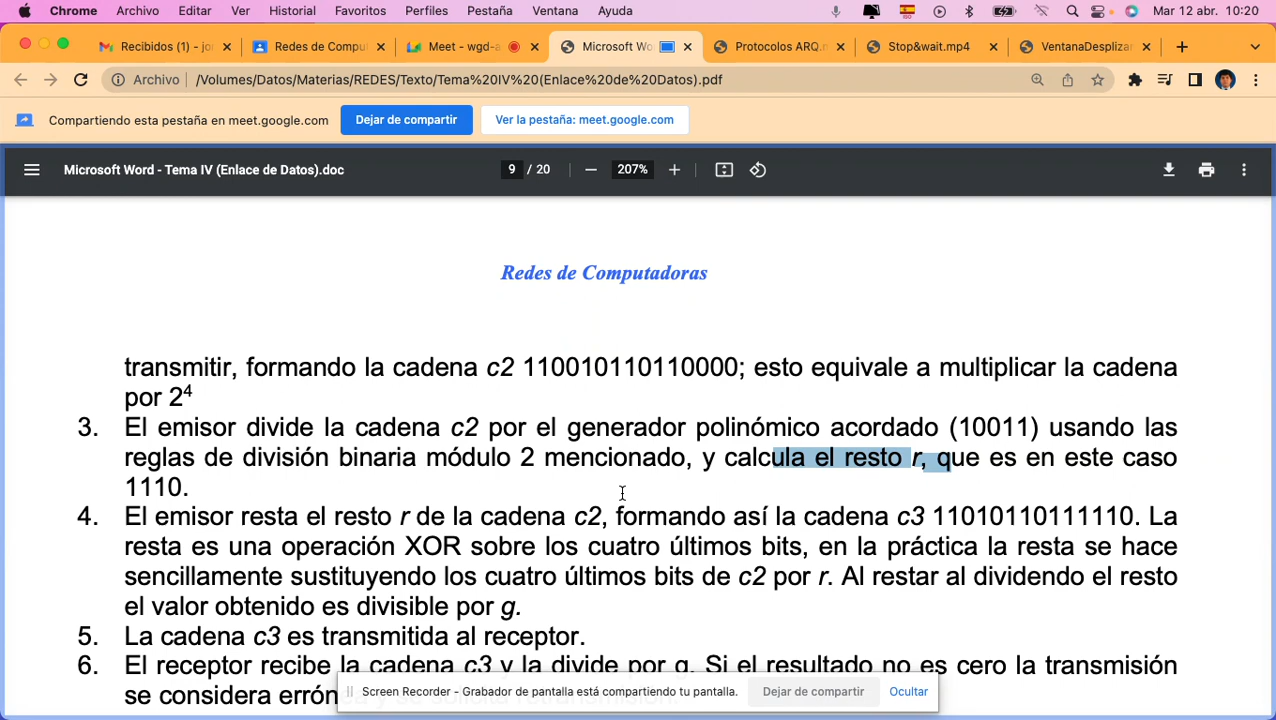 Chrome Archivo Editar Ver Historial Favoritos Perfiles Pestaña Ventana Ayuda ISO Mar 12 abr. 10:20
Recibidos (1) - jo Redes de Compu Meet - wgd-a Microsoft Wo Protocolos ARQ.m Stop&wait.mp4 VentanaDesplizar
Archivo /Volumes/Datos/Materias/REDES/Texto/Tema%20IV%20(Enlace%20de%20Datos).pdf
Compartiendo esta pestaña en meet.google.com Dejar de compartir Ver la pestaña: meet.google.com
Microsoft Word - Tema IV (Enlace de Datos).doc 9 / 20 207%
Redes de Computadoras
transmitir, formando la cadena c2 110010110110000; esto equivale a multiplicar la cadena
por 2⁴
3. El emisor divide la cadena c2 por el generador polinómico acordado (10011) usando las
reglas de división binaria módulo 2 mencionado, y calcula el resto r, que es en este caso
1110.
4. El emisor resta el resto r de la cadena c2, formando así la cadena c3 11010110111110. La
resta es una operación XOR sobre los cuatro últimos bits, en la práctica la resta se hace
sencillamente sustituyendo los cuatro últimos bits de c2 por r. Al restar al dividendo el resto
el valor obtenido es divisible por g.
5. La cadena c3 es transmitida al receptor.
6. El receptor recibe la cadena c3 y la divide por g. Si el resultado no es cero la transmisión
se considera errón
Screen Recorder - Grabador de pantalla está compartiendo tu pantalla. Dejar de compartir Ocultar